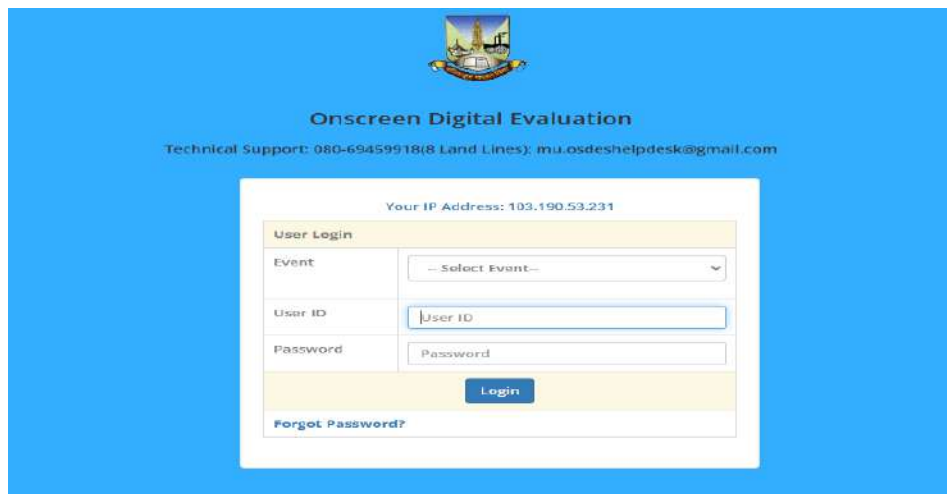 Onscreen Digital Evaluation
Technical Support: 080-69459918(8 Land Lines): mu.osdeshelpdesk@gmail.com
Your IP Address: 103.190.53.231
User Login
Event
-- Select Event--
User ID
User ID
Password
Password
Login
Forgot Password?